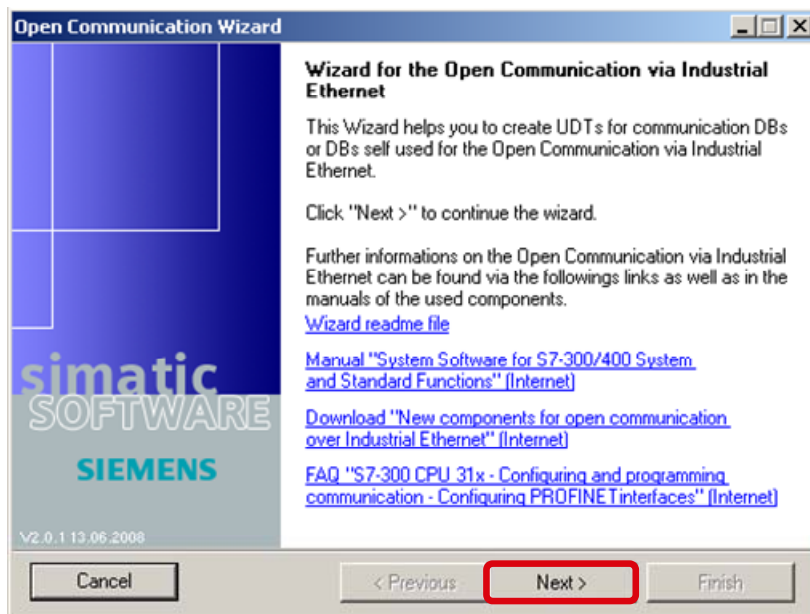 Open Communication Wizard
Wizard for the Open Communication via Industrial
Ethernet
This Wizard helps you to create UDTs for communication DBs
or DBs self used for the Open Communication via Industrial
Ethernet.
Click "Next >" to continue the wizard.
Further informations on the Open Communication via Industrial
Ethernet can be found via the followings links as well as in the
manuals of the used components.
Wizard readme file
Manual "System Software for S7-300/400 System
and Standard Functions" (Internet)
Download "New components for open communication
over Industrial Ethernet" (Internet)
FAQ "S7-300 CPU 31x - Configuring and programming
communication - Configuring PROFINETinterfaces" (Internet)
simatic
SOFTWARE
SIEMENS
V2.0.1 13.06.2008
Cancel
< Previous
Next >
Finish